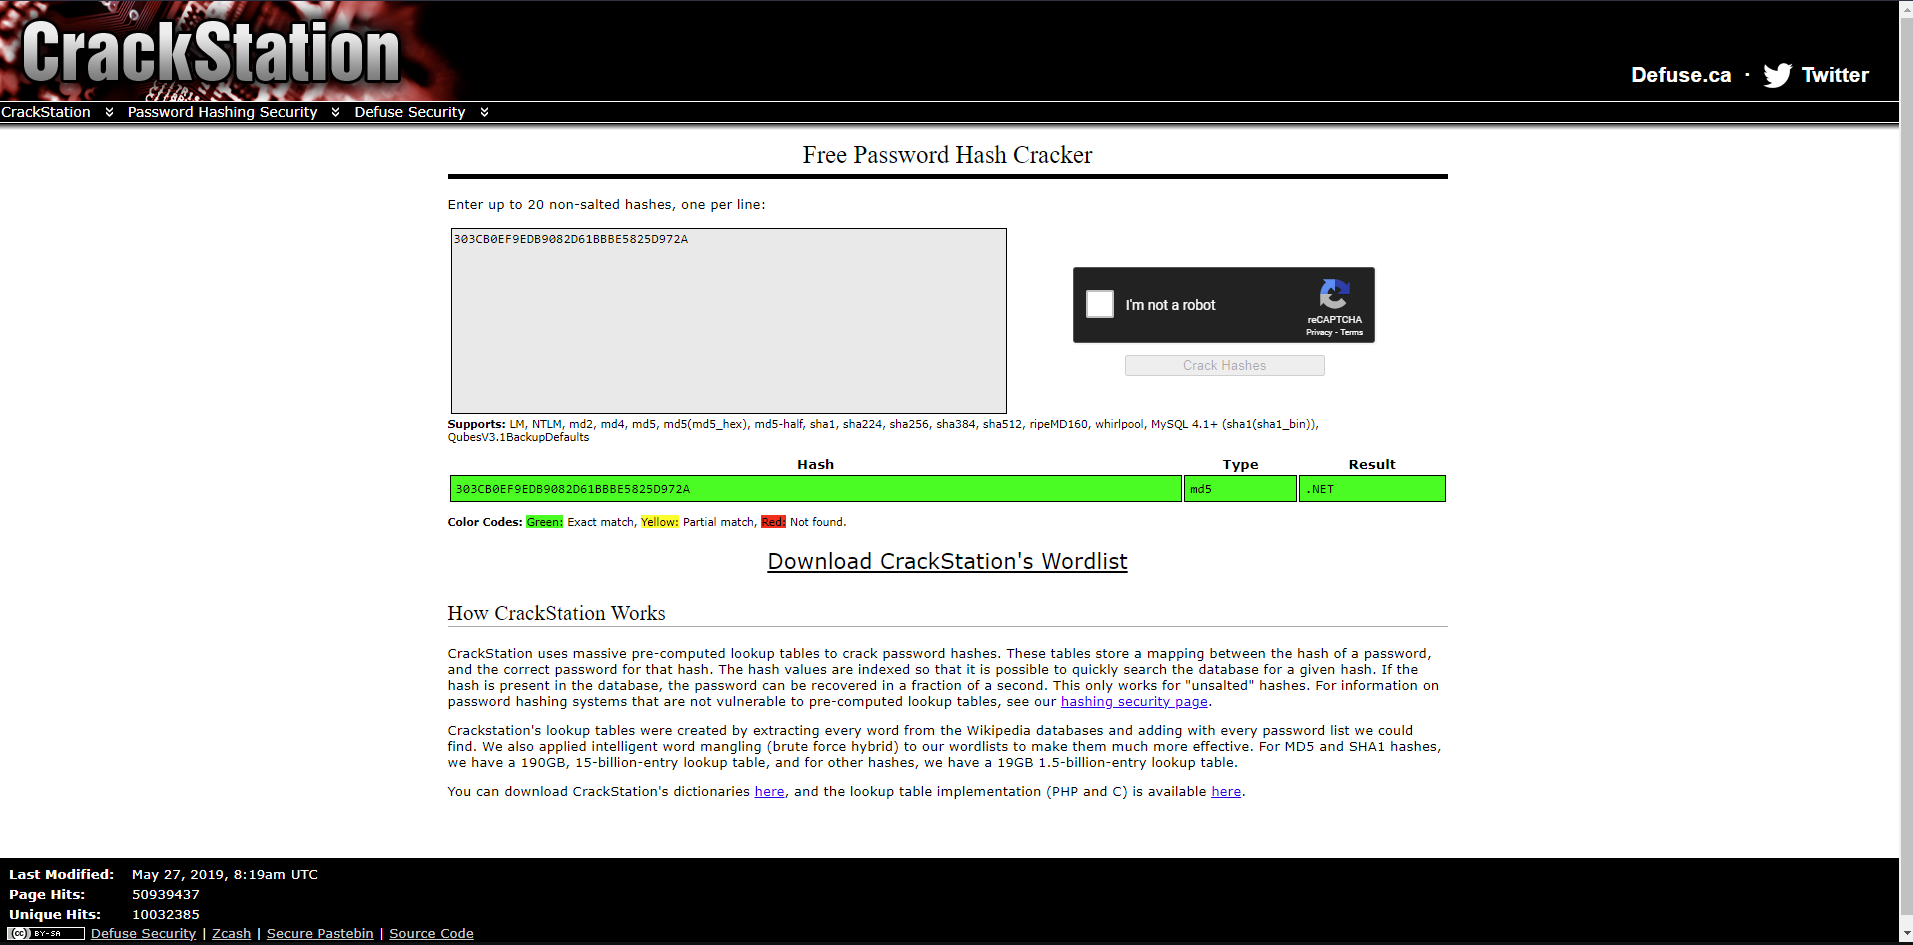 CrackStation
Defuse.ca · Twitter
CrackStation Password Hashing Security Defuse Security
Free Password Hash Cracker
Enter up to 20 non-salted hashes, one per line:
303CB0EF9EDB9082D61BBBE5825D972A
I'm not a robot
reCAPTCHA
Privacy - Terms
Crack Hashes
Supports: LM, NTLM, md2, md4, md5, md5(md5_hex), md5-half, sha1, sha224, sha256, sha384, sha512, ripeMD160, whirlpool, MySQL 4.1+ (sha1(sha1_bin)),
QubesV3.1BackupDefaults
Hash Type Result
303CB0EF9EDB9082D61BBBE5825D972A md5 .NET
Color Codes: Green: Exact match, Yellow: Partial match, Red: Not found.
Download CrackStation's Wordlist
How CrackStation Works
CrackStation uses massive pre-computed lookup tables to crack password hashes. These tables store a mapping between the hash of a password,
and the correct password for that hash. The hash values are indexed so that it is possible to quickly search the database for a given hash. If the
hash is present in the database, the password can be recovered in a fraction of a second. This only works for "unsalted" hashes. For information on
password hashing systems that are not vulnerable to pre-computed lookup tables, see our hashing security page.
Crackstation's lookup tables were created by extracting every word from the Wikipedia databases and adding with every password list we could
find. We also applied intelligent word mangling (brute force hybrid) to our wordlists to make them much more effective. For MD5 and SHA1 hashes,
we have a 190GB, 15-billion-entry lookup table, and for other hashes, we have a 19GB 1.5-billion-entry lookup table.
You can download CrackStation's dictionaries here, and the lookup table implementation (PHP and C) is available here.
Last Modified: May 27, 2019, 8:19am UTC
Page Hits: 50939437
Unique Hits: 10032385
(cc) BY-SA Defuse Security | Zcash | Secure Pastebin | Source Code